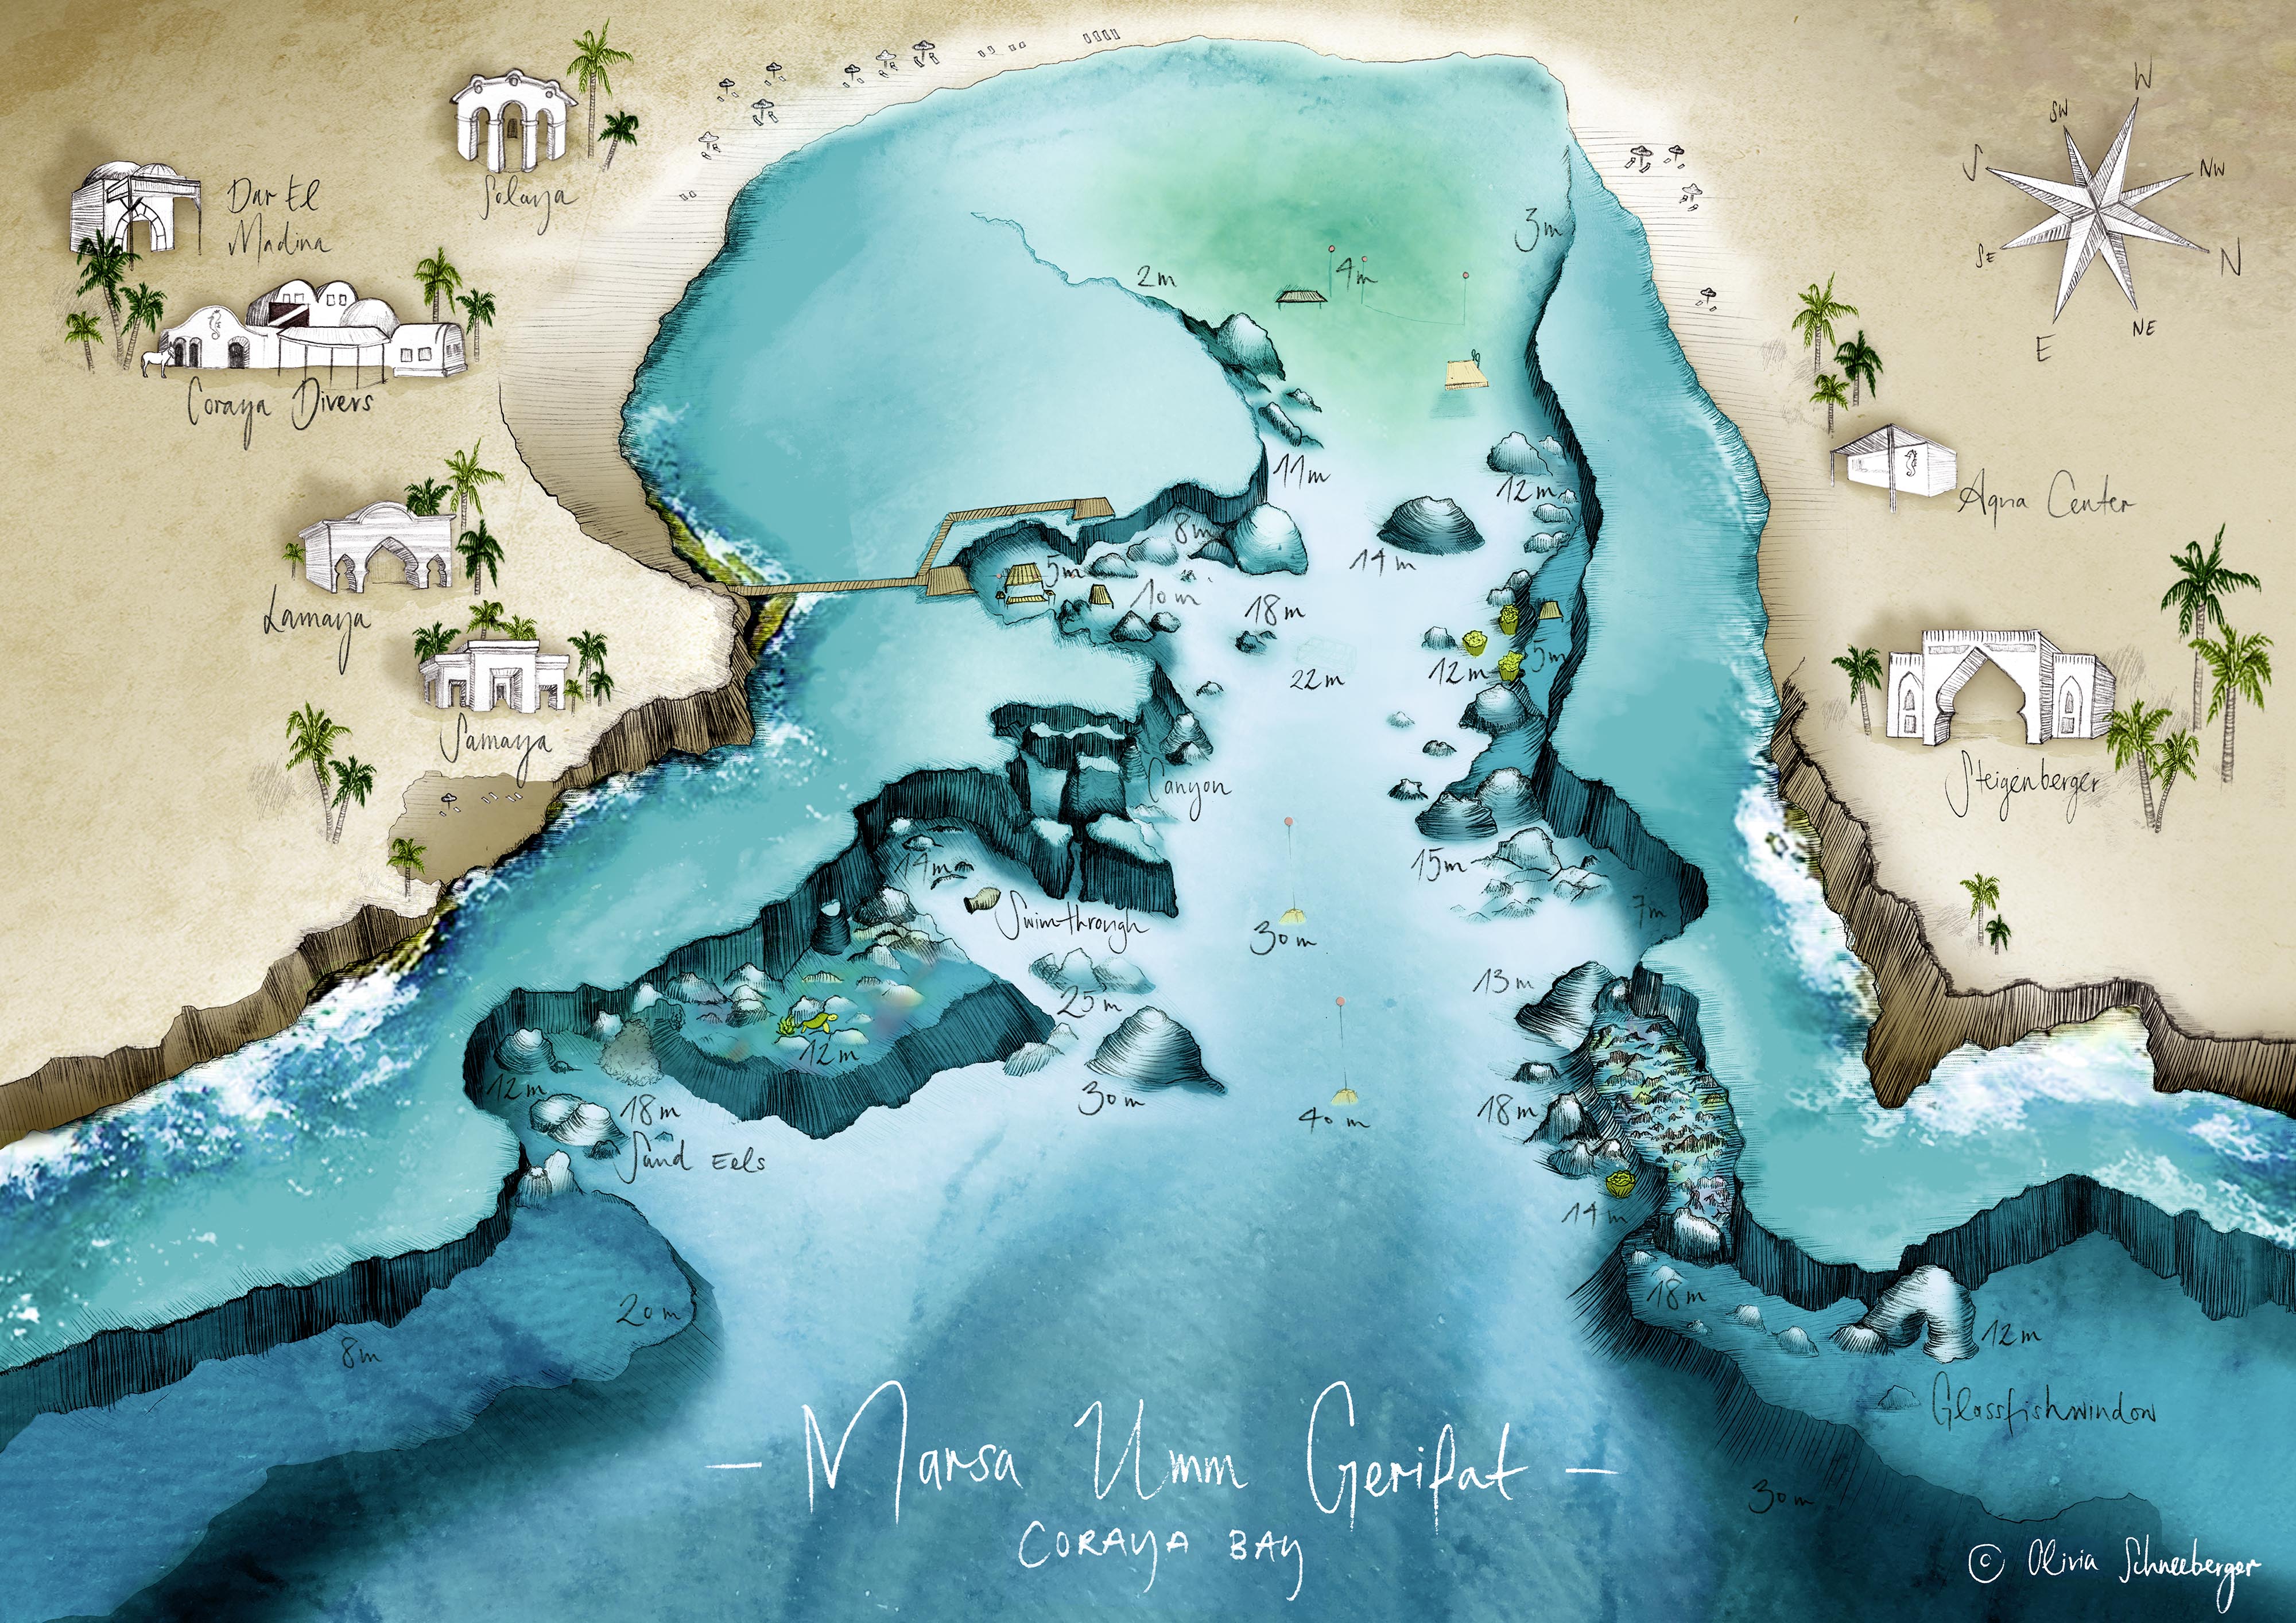 W
SW
S
NW
SE
N
NE
E
Solaya
Dar El
Madina
3m
2m
4m
Coraya Divers
11m
12m
Aqua Center
8m
14m
5m
10m
18m
Lamaya
22m
12m
5m
Samaya
Canyon
Steigenberger
14m
15m
Swimthrough
7m
30m
25m
13m
12m
12m
30m
40m
18m
18m
Sand Eels
14m
20m
18m
12m
8m
Glassfishwindow
30m
- Marsa Umm Gerifat -
CORAYA BAY
© Olivia Schneeberger